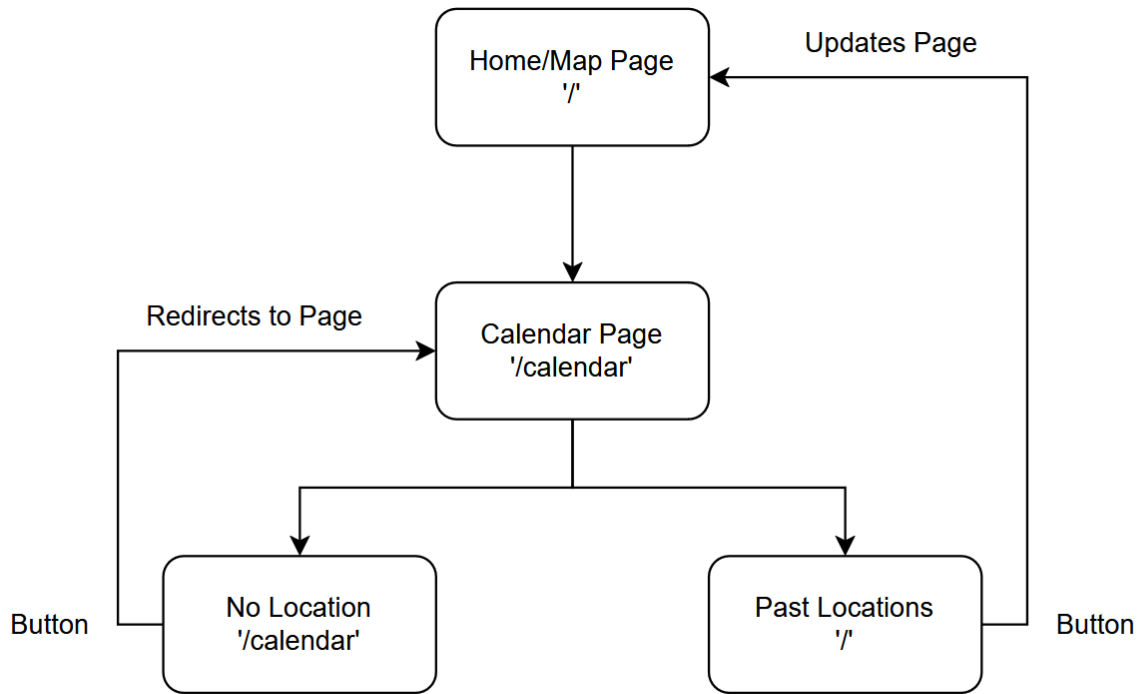 Home/Map Page
'/'
Updates Page
Redirects to Page
Calendar Page
'/calendar'
Button
No Location
'/calendar'
Past Locations
'/'
Button